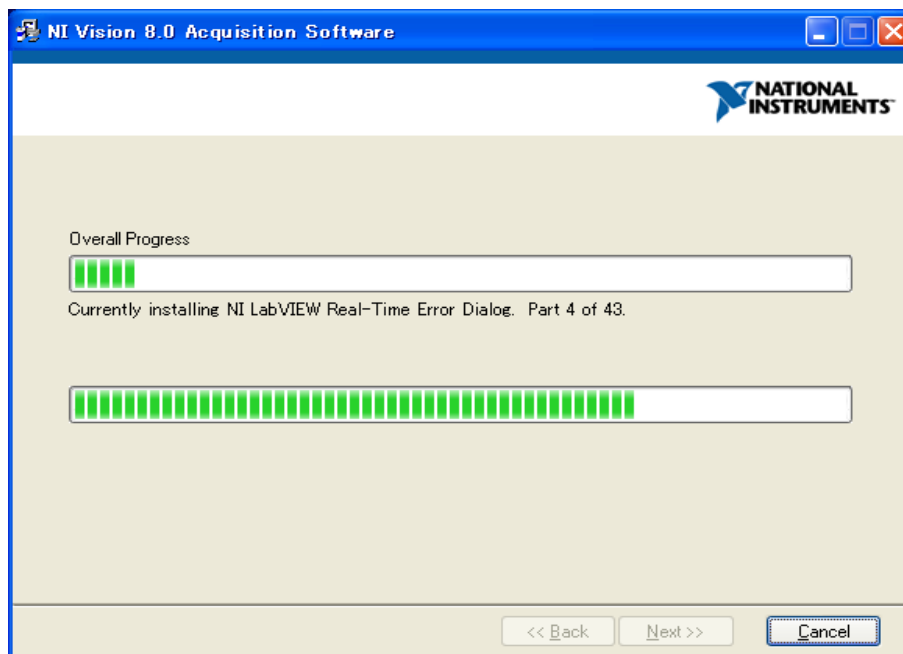 NI Vision 8.0 Acquisition Software
NATIONAL
INSTRUMENTS™
Overall Progress
Currently installing NI LabVIEW Real-Time Error Dialog. Part 4 of 43.
<< Back
Next >>
Cancel